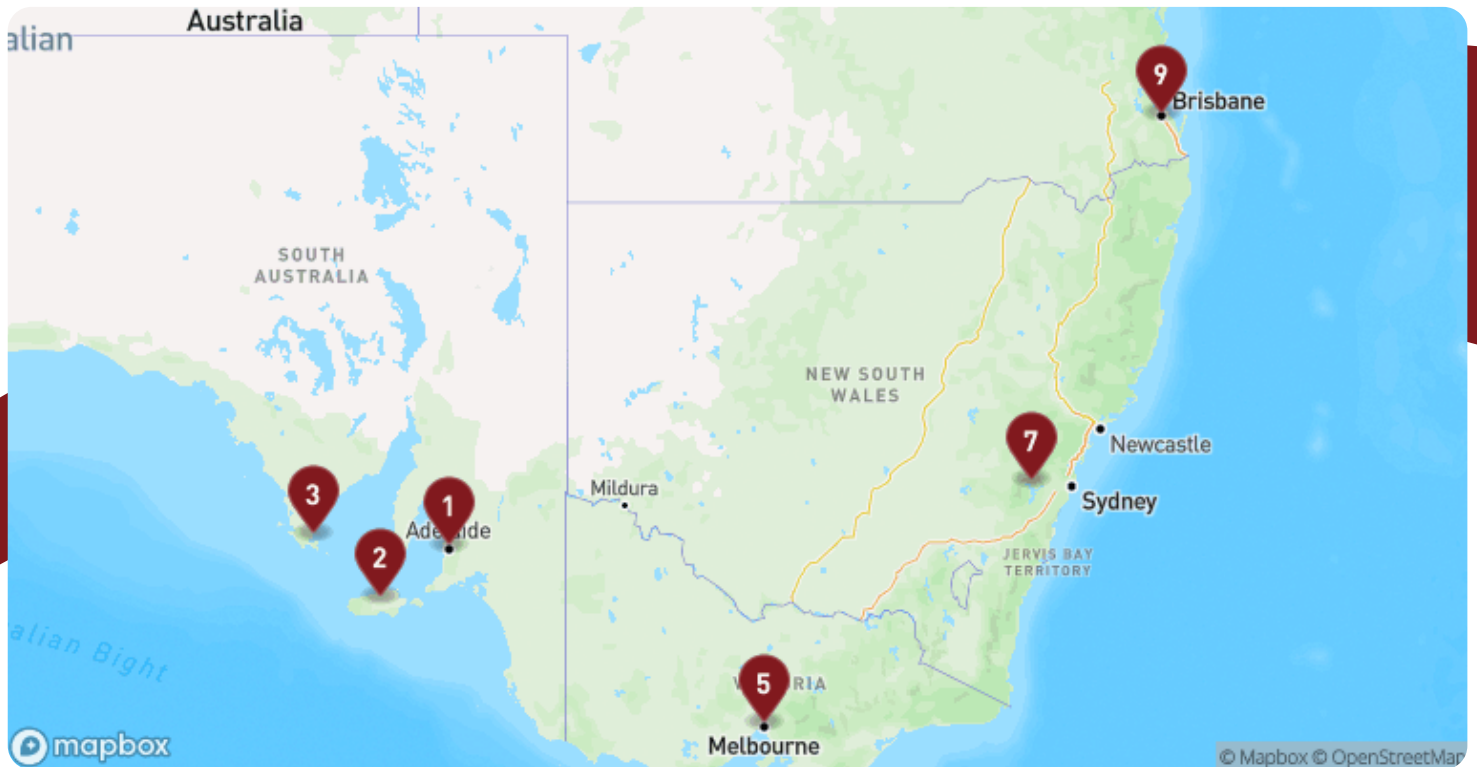 Australia
alian
9
Brisbane
SOUTH
AUSTRALIA
NEW SOUTH
WALES
7
Newcastle
Mildura
Sydney
3
1
Adelaide
2
JERVIS BAY
TERRITORY
alian Bight
5
Melbourne
mapbox
© Mapbox © OpenStreetMap